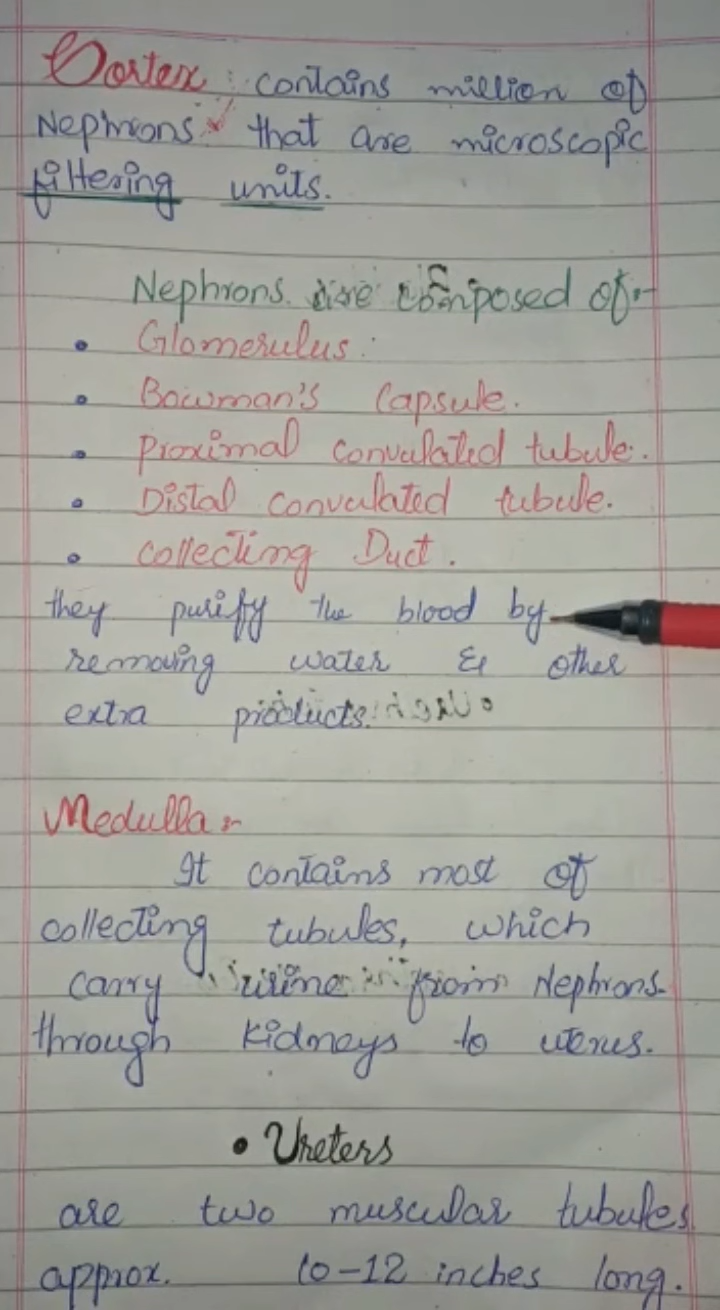 Cortex: contains million of
Nephrons that are microscopic
filtering units.
Nephrons are composed of:-
• Glomerulus.
• Bowman's Capsule.
• Proximal convulated tubule.
• Distal convulated tubule.
• Collecting Duct.
they purify the blood by
removing water & other
extra products.
Medulla :-
It contains most of
collecting tubules, which
carry urine from Nephrons
through kidneys to uterus.
• Ureters
are two muscular tubules
approx. 10-12 inches long.